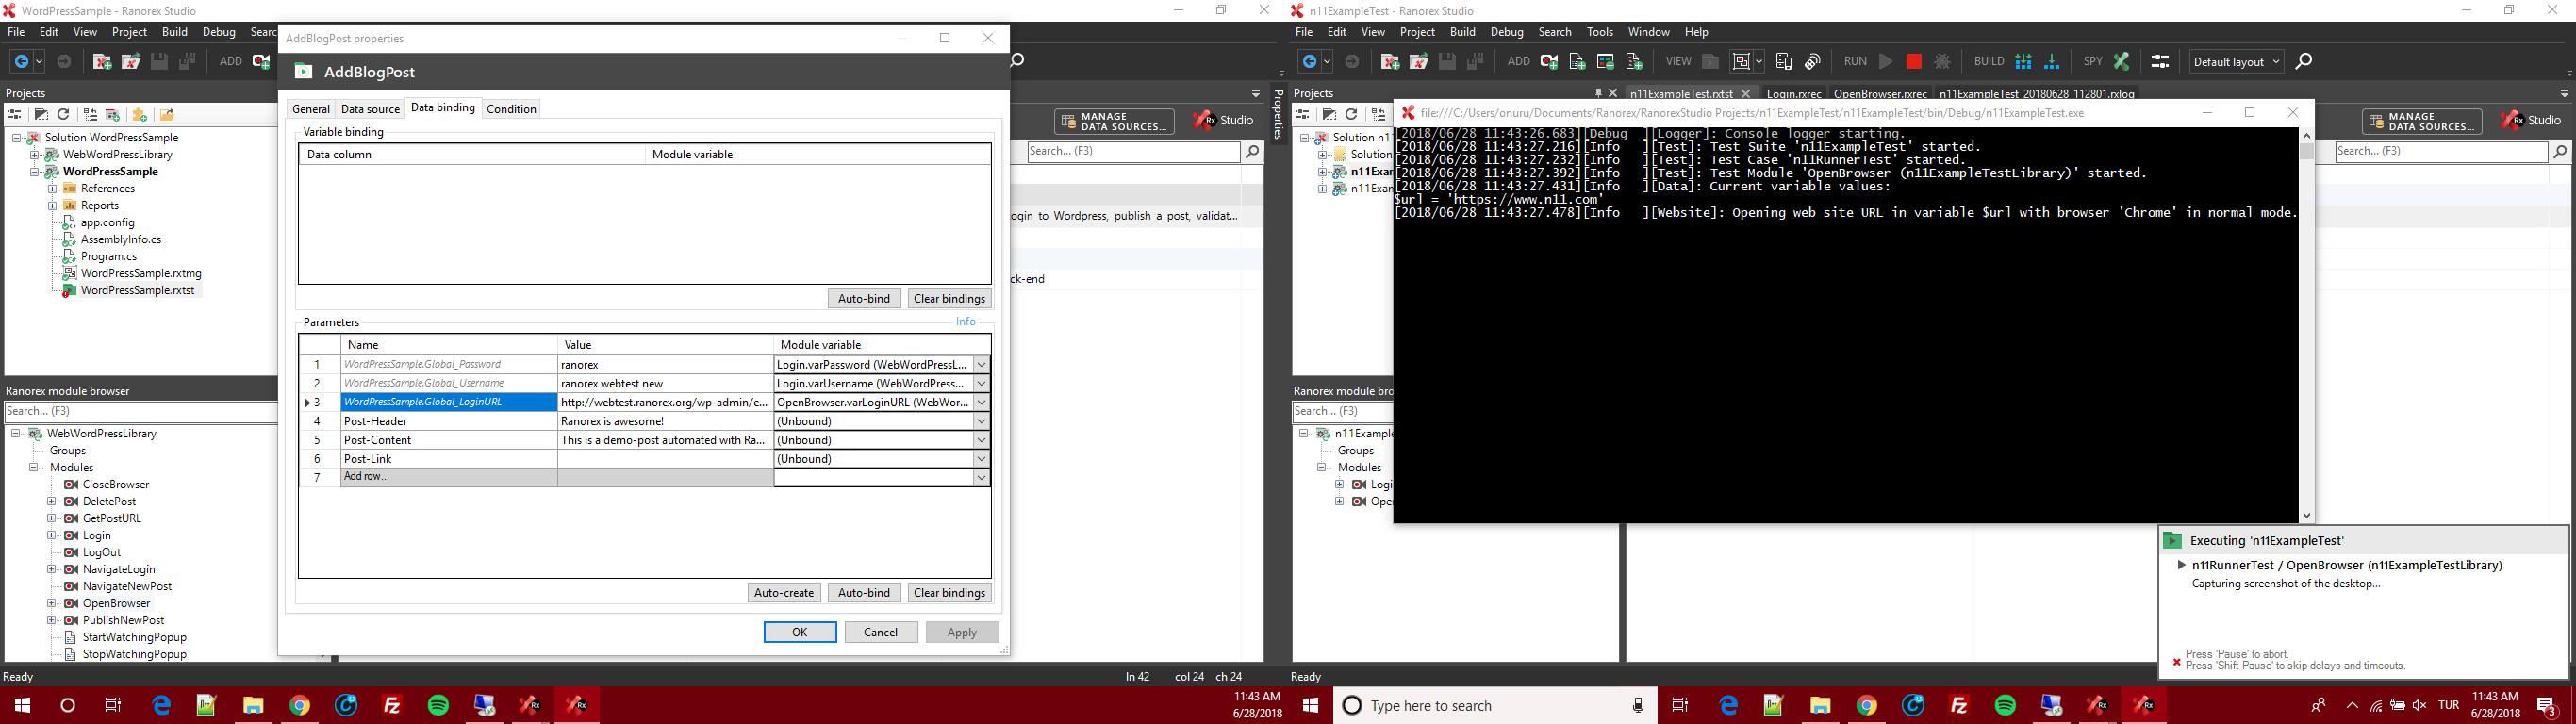 WordPressSample - Ranorex Studio
File Edit View Project Build Debug Searc
ADD
Projects
Solution WordPressSample
WebWordPressLibrary
WordPressSample
References
Reports
app.config
AssemblyInfo.cs
Program.cs
WordPressSample.rxtmg
WordPressSample.rxtst
Ranorex module browser
Search... (F3)
WebWordPressLibrary
Groups
Modules
CloseBrowser
DeletePost
GetPostURL
Login
LogOut
NavigateLogin
NavigateNewPost
OpenBrowser
PublishNewPost
StartWatchingPopup
StopWatchingPopup
Ready
AddBlogPost properties
AddBlogPost
General Data source Data binding Condition
Variable binding
Data column Module variable
Auto-bind Clear bindings
Parameters Info
Name Value Module variable
1 WordPressSample.Global_Password ranorex Login.varPassword (WebWordPressL...
2 WordPressSample.Global_Username ranorex webtest new Login.varUsername (WebWordPress...
3 WordPressSample.Global_LoginURL http://webtest.ranorex.org/wp-admin/e... OpenBrowser.varLoginURL (WebWor...
4 Post-Header Ranorex is awesome! (Unbound)
5 Post-Content This is a demo-post automated with Ra... (Unbound)
6 Post-Link (Unbound)
7 Add row...
Auto-create Auto-bind Clear bindings
OK Cancel Apply
MANAGE
DATA SOURCES...
Rx Studio
Search... (F3)
ogin to Wordpress, publish a post, validat...
ck-end
Properties
ln 42 col 24 ch 24
11:43 AM
6/28/2018
n11ExampleTest - Ranorex Studio
File Edit View Project Build Debug Search Tools Window Help
ADD VIEW RUN BUILD SPY Default layout
Projects
n11ExampleTest.rxtst Login.rxrec OpenBrowser.rxrec n11ExampleTest_20180628_112801.rxlog
MANAGE
DATA SOURCES...
Rx Studio
Search... (F3)
Solution n11
Solution
n11Exam
n11Exa
Ranorex module bro
Search... (F3)
n11Example
Groups
Modules
Logi
Ope
file:///C:/Users/onuru/Documents/Ranorex/RanorexStudio Projects/n11ExampleTest/n11ExampleTest/bin/Debug/n11ExampleTest.exe
[2018/06/28 11:43:26.683][Debug ][Logger]: Console logger starting.
[2018/06/28 11:43:27.216][Info ][Test]: Test Suite 'n11ExampleTest' started.
[2018/06/28 11:43:27.232][Info ][Test]: Test Case 'n11RunnerTest' started.
[2018/06/28 11:43:27.392][Info ][Test]: Test Module 'OpenBrowser (n11ExampleTestLibrary)' started.
[2018/06/28 11:43:27.431][Info ][Data]: Current variable values:
$url = 'https://www.n11.com'
[2018/06/28 11:43:27.478][Info ][Website]: Opening web site URL in variable $url with browser 'Chrome' in normal mode.
Executing 'n11ExampleTest'
n11RunnerTest / OpenBrowser (n11ExampleTestLibrary)
Capturing screenshot of the desktop...
Press 'Pause' to abort.
Press 'Shift-Pause' to skip delays and timeouts.
Ready
Type here to search
TUR
11:43 AM
6/28/2018
3